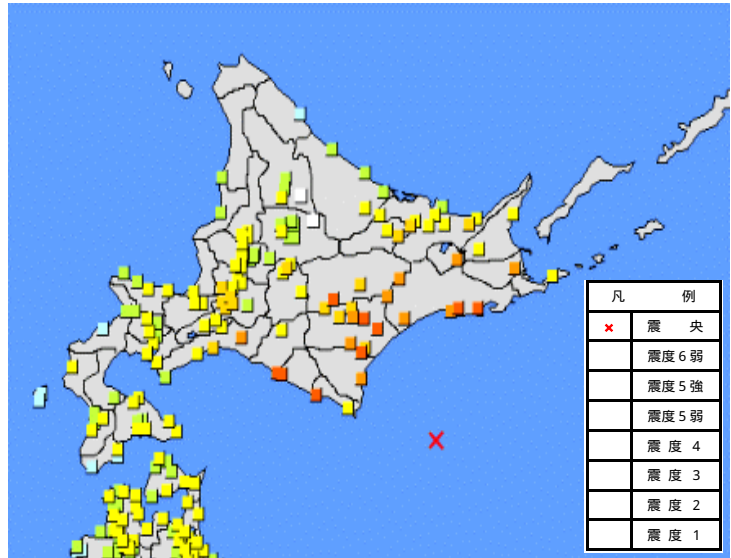 凡 例
× 震 央
震度6弱
震度5強
震度5弱
震 度 4
震 度 3
震 度 2
震 度 1